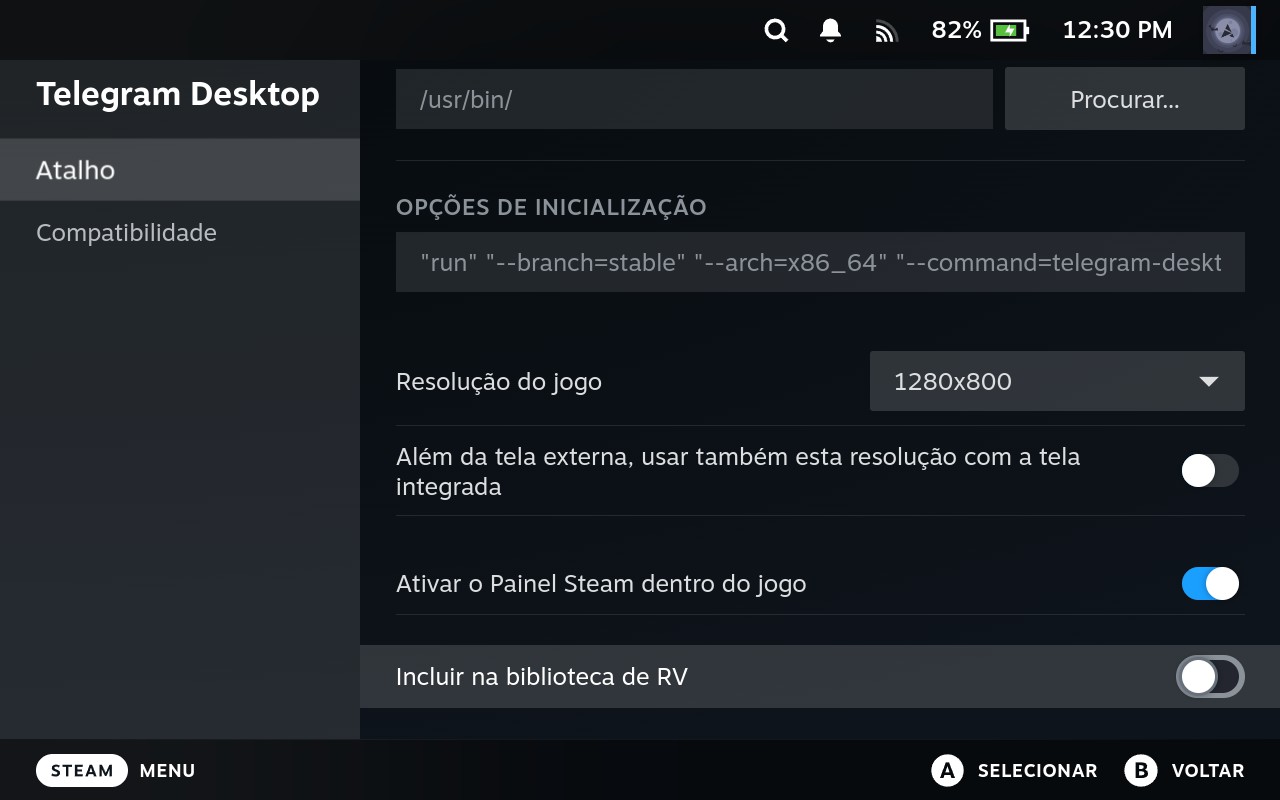 82%
12:30 PM
Telegram Desktop
Atalho
Compatibilidade
/usr/bin/
Procurar...
OPÇÕES DE INICIALIZAÇÃO
"run" "--branch=stable" "--arch=x86_64" "--command=telegram-deskt
Resolução do jogo
1280x800
Além da tela externa, usar também esta resolução com a tela
integrada
Ativar o Painel Steam dentro do jogo
Incluir na biblioteca de RV
STEAM MENU
A SELECIONAR
B VOLTAR